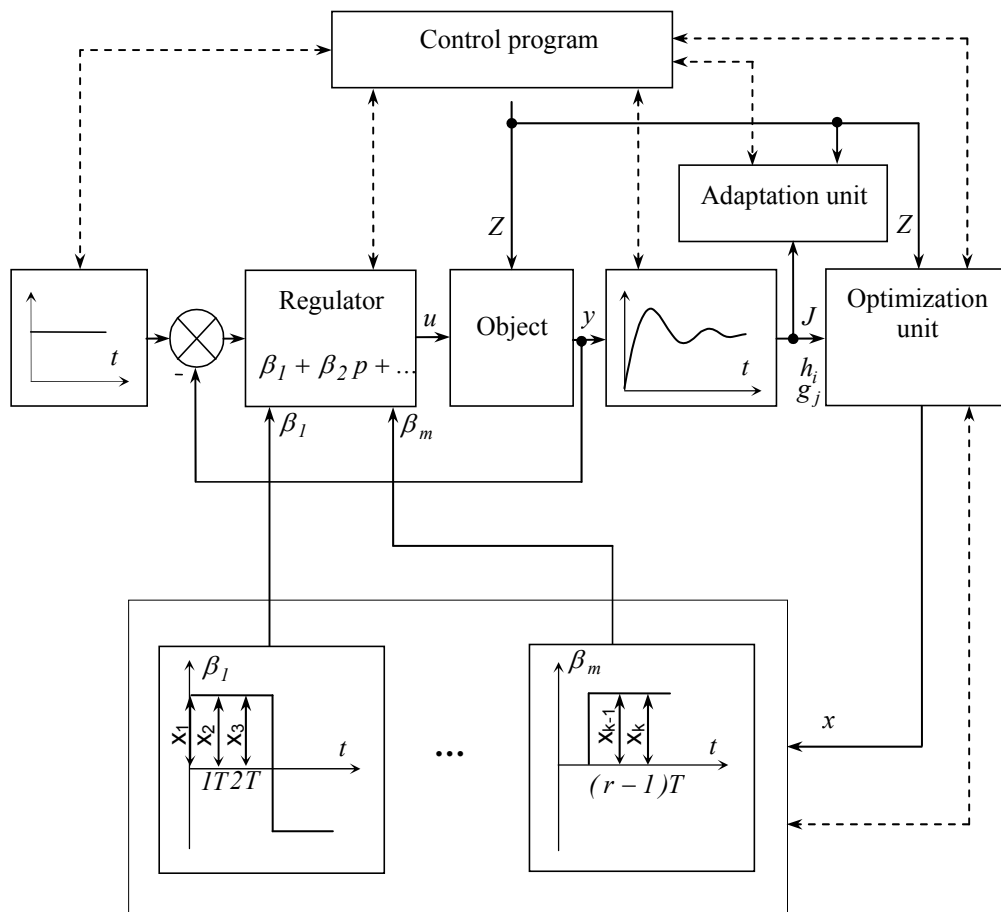 Control program
Adaptation unit
Z
Z
t
-
Regulator
β₁ + β₂ p + ...
u
Object
y
t
J
hᵢ
gⱼ
Optimization
unit
β₁
βₘ
β₁
x₁
x₂
x₃
t
1T 2T
...
βₘ
xₖ₋₁
xₖ
t
(r – 1)T
x